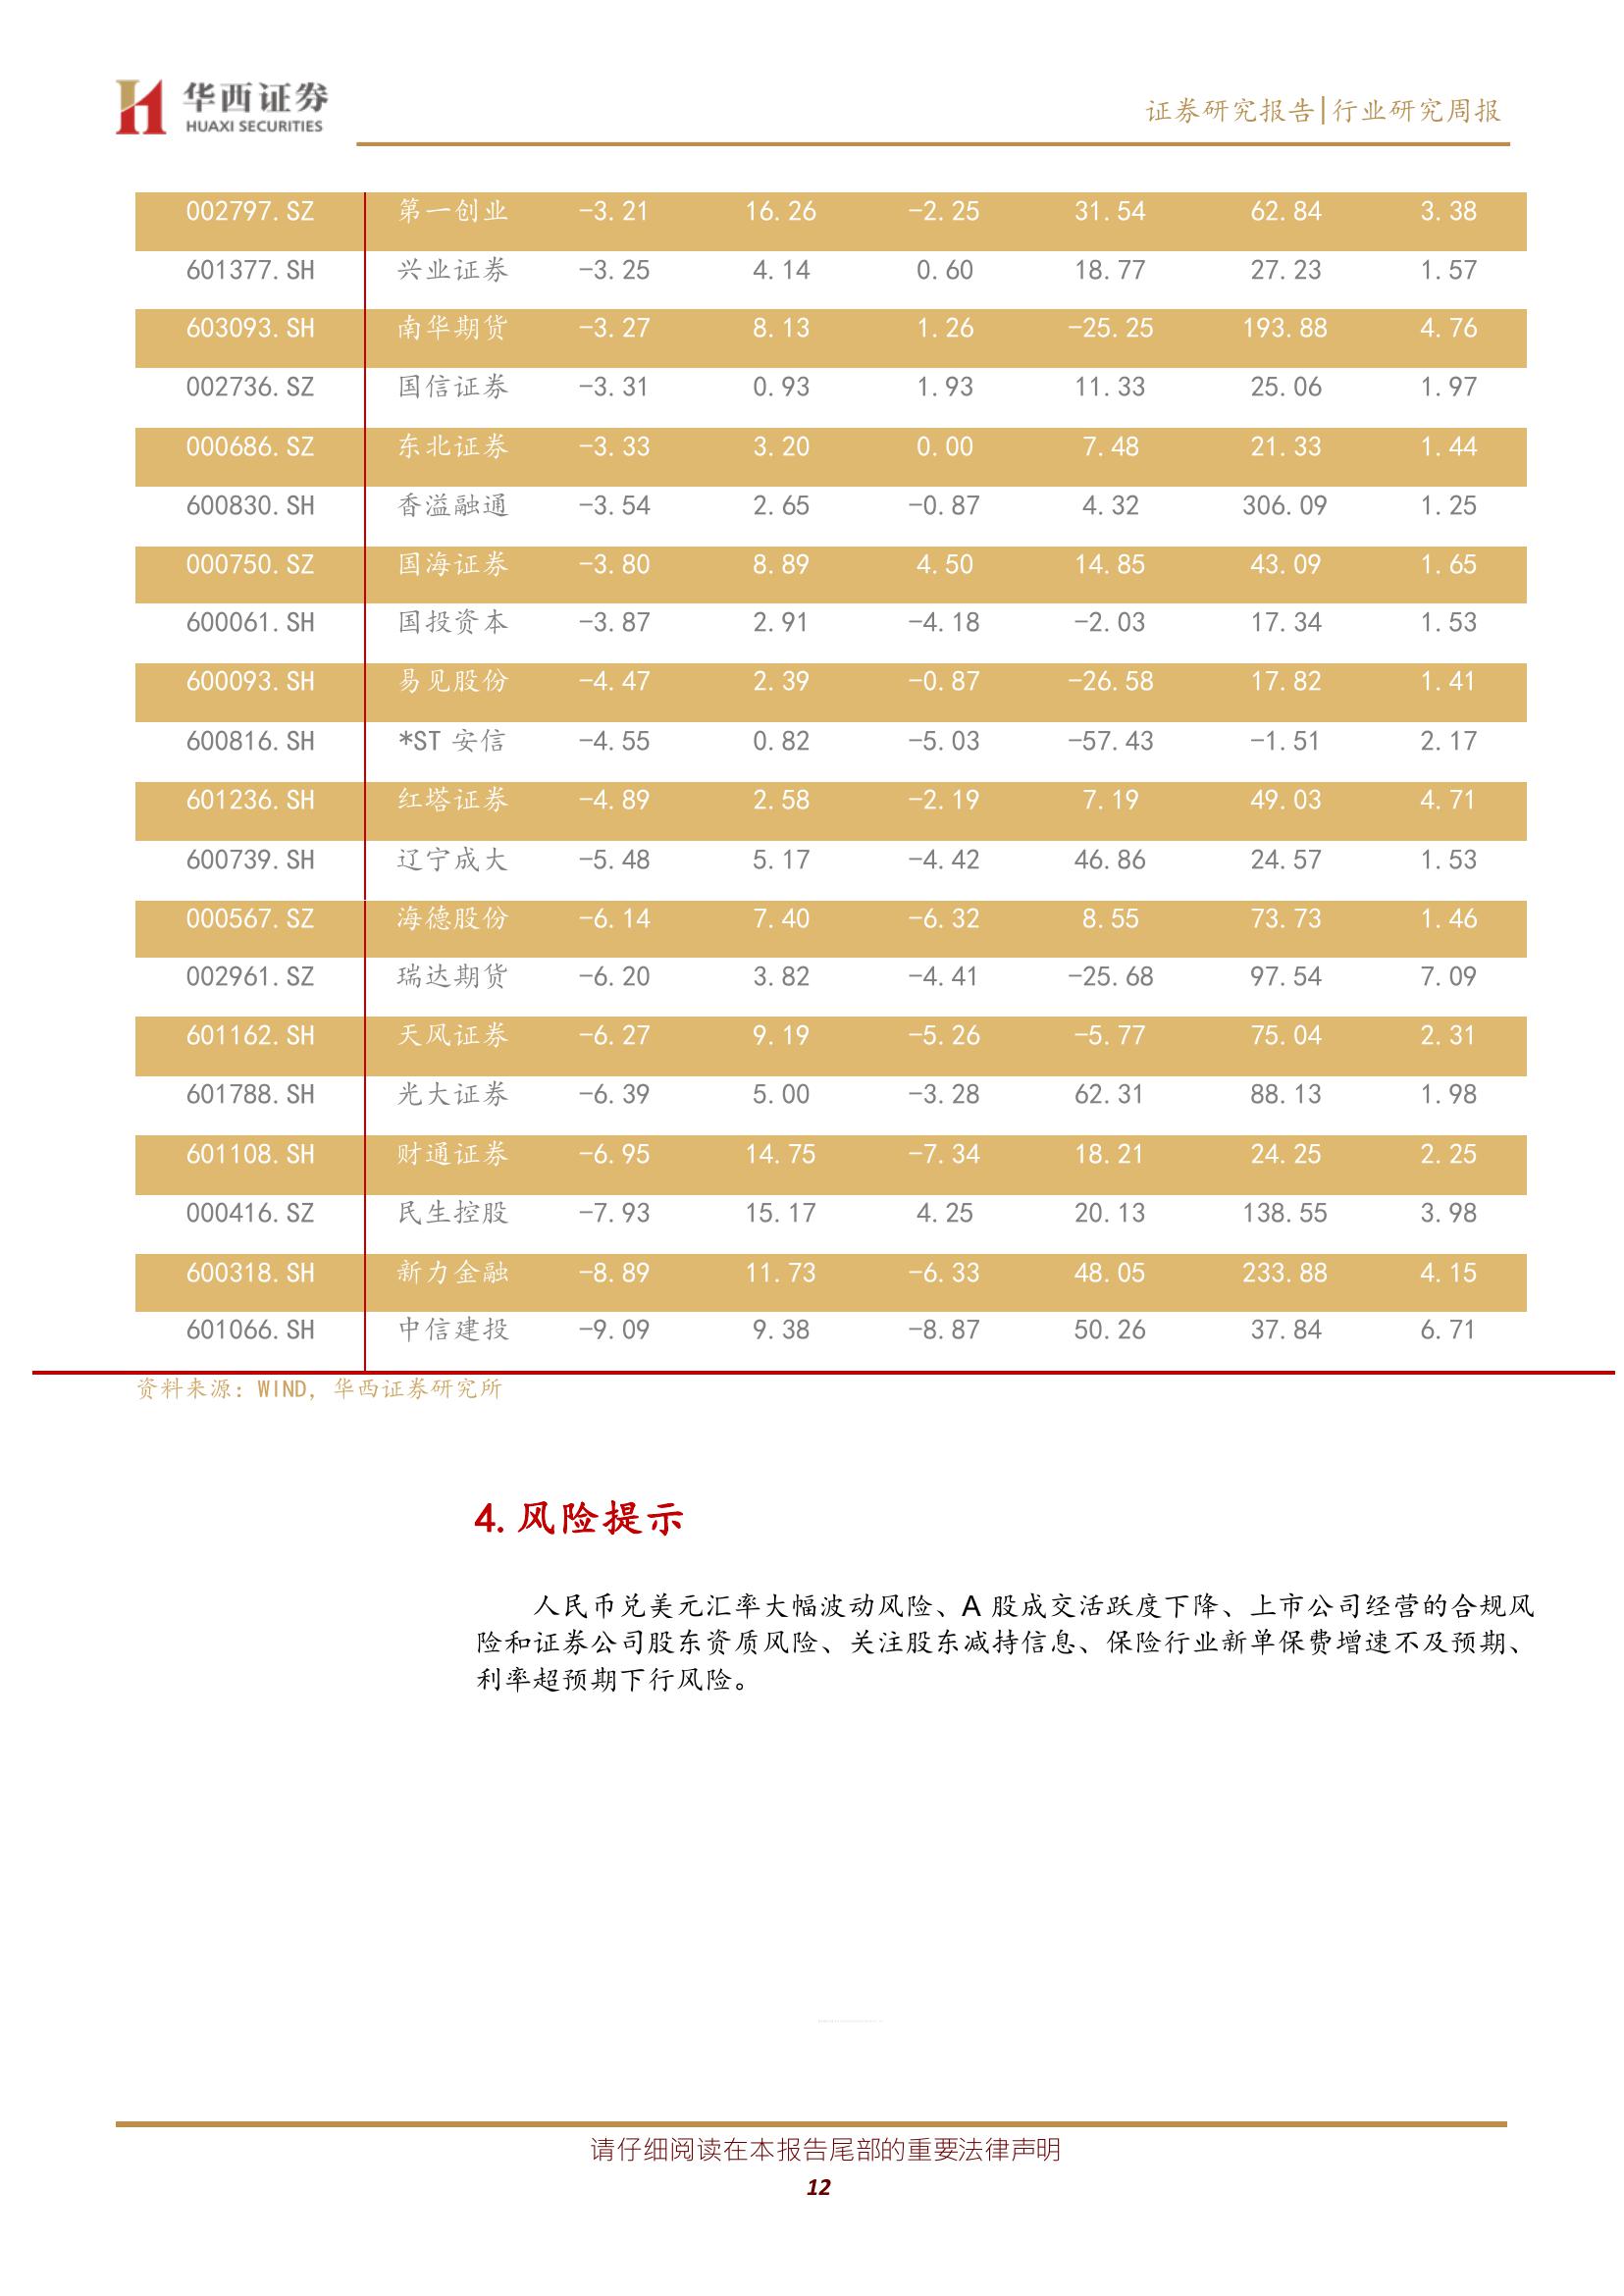 华西证券
HUAXI SECURITIES
证券研究报告|行业研究周报
002797.SZ 第一创业 -3.21 16.26 -2.25 31.54 62.84 3.38
601377.SH 兴业证券 -3.25 4.14 0.60 18.77 27.23 1.57
603093.SH 南华期货 -3.27 8.13 1.26 -25.25 193.88 4.76
002736.SZ 国信证券 -3.31 0.93 1.93 11.33 25.06 1.97
000686.SZ 东北证券 -3.33 3.20 0.00 7.48 21.33 1.44
600830.SH 香溢融通 -3.54 2.65 -0.87 4.32 306.09 1.25
000750.SZ 国海证券 -3.80 8.89 4.50 14.85 43.09 1.65
600061.SH 国投资本 -3.87 2.91 -4.18 -2.03 17.34 1.53
600093.SH 易见股份 -4.47 2.39 -0.87 -26.58 17.82 1.41
600816.SH *ST 安信 -4.55 0.82 -5.03 -57.43 -1.51 2.17
601236.SH 红塔证券 -4.89 2.58 -2.19 7.19 49.03 4.71
600739.SH 辽宁成大 -5.48 5.17 -4.42 46.86 24.57 1.53
000567.SZ 海德股份 -6.14 7.40 -6.32 8.55 73.73 1.46
002961.SZ 瑞达期货 -6.20 3.82 -4.41 -25.68 97.54 7.09
601162.SH 天风证券 -6.27 9.19 -5.26 -5.77 75.04 2.31
601788.SH 光大证券 -6.39 5.00 -3.28 62.31 88.13 1.98
601108.SH 财通证券 -6.95 14.75 -7.34 18.21 24.25 2.25
000416.SZ 民生控股 -7.93 15.17 4.25 20.13 138.55 3.98
600318.SH 新力金融 -8.89 11.73 -6.33 48.05 233.88 4.15
601066.SH 中信建投 -9.09 9.38 -8.87 50.26 37.84 6.71
资料来源：WIND，华西证券研究所
4.风险提示
人民币兑美元汇率大幅波动风险、A 股成交活跃度下降、上市公司经营的合规风
险和证券公司股东资质风险、关注股东减持信息、保险行业新单保费增速不及预期、
利率超预期下行风险。
请仔细阅读在本报告尾部的重要法律声明
12